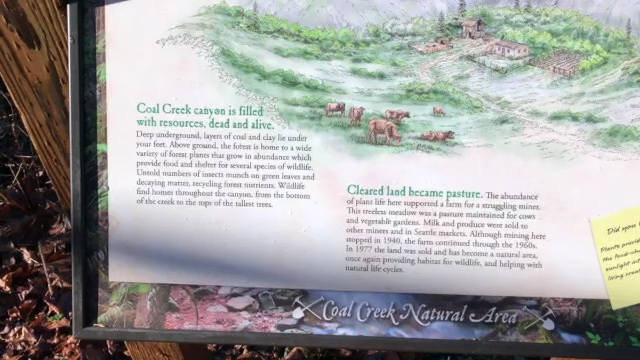 Coal Creek canyon is filled
with resources, dead and alive.
Deep underground, layers of coal and clay lie under
your feet. Above ground, the forest is home to a wide
variety of forest plants that grow in abundance which
provide food and shelter for several species of wildlife.
Untold numbers of insects munch on green leaves and
decaying matter, recycling forest nutrients. Wildlife
find homes throughout the canyon, from the bottom
of the creek to the tops of the tallest trees.
Cleared land became pasture. The abundance
of plants life here supported a farm for a struggling miner.
This treeless meadow was a pasture maintained for cows
and vegetable gardens. Milk and produce were sold to
other miners and in Seattle markets. Although mining here
stopped in 1940, the farm continued through the 1960s.
In 1977 the land was sold and has become a natural area,
once again providing habitat for wildlife, and helping with
natural life cycles.
Did you
Plants
the food
sunlight
living
Coal Creek Natural Area